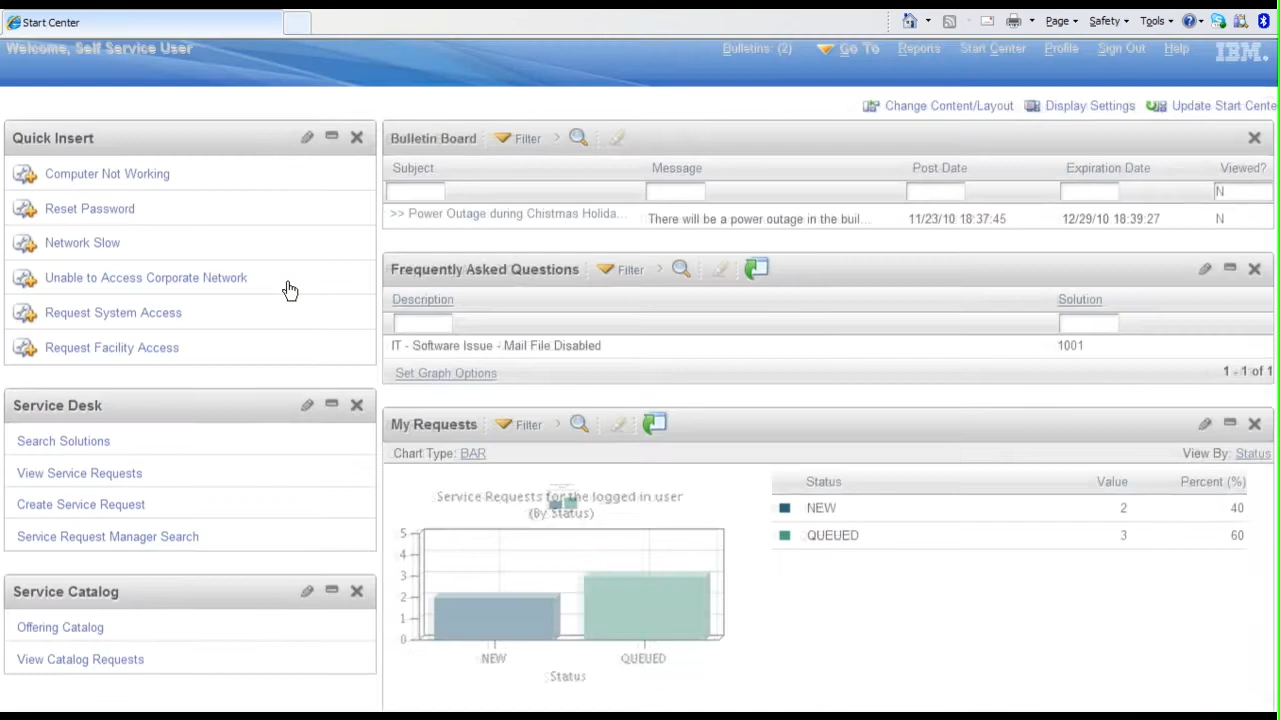 Start Center
Page Safety Tools
Welcome, Self Service User
Bulletins: (2) Go To Reports Start Center Profile Sign Out Help IBM.
Change Content/Layout Display Settings Update Start Cente
Quick Insert
Computer Not Working
Reset Password
Network Slow
Unable to Access Corporate Network
Request System Access
Request Facility Access
Service Desk
Search Solutions
View Service Requests
Create Service Request
Service Request Manager Search
Service Catalog
Offering Catalog
View Catalog Requests
Bulletin Board Filter
Subject Message Post Date Expiration Date Viewed?
N
>> Power Outage during Chistmas Holida... There will be a power outage in the buil... 11/23/10 18:37:45 12/29/10 18:39:27 N
Frequently Asked Questions Filter
Description Solution
IT - Software Issue - Mail File Disabled 1001
Set Graph Options 1 - 1 of 1
My Requests Filter
Chart Type: BAR View By: Status
Service Requests for the logged in user
(By Status)
5
4
3
2
1
0
NEW QUEUED
Status
Status Value Percent (%)
NEW 2 40
QUEUED 3 60